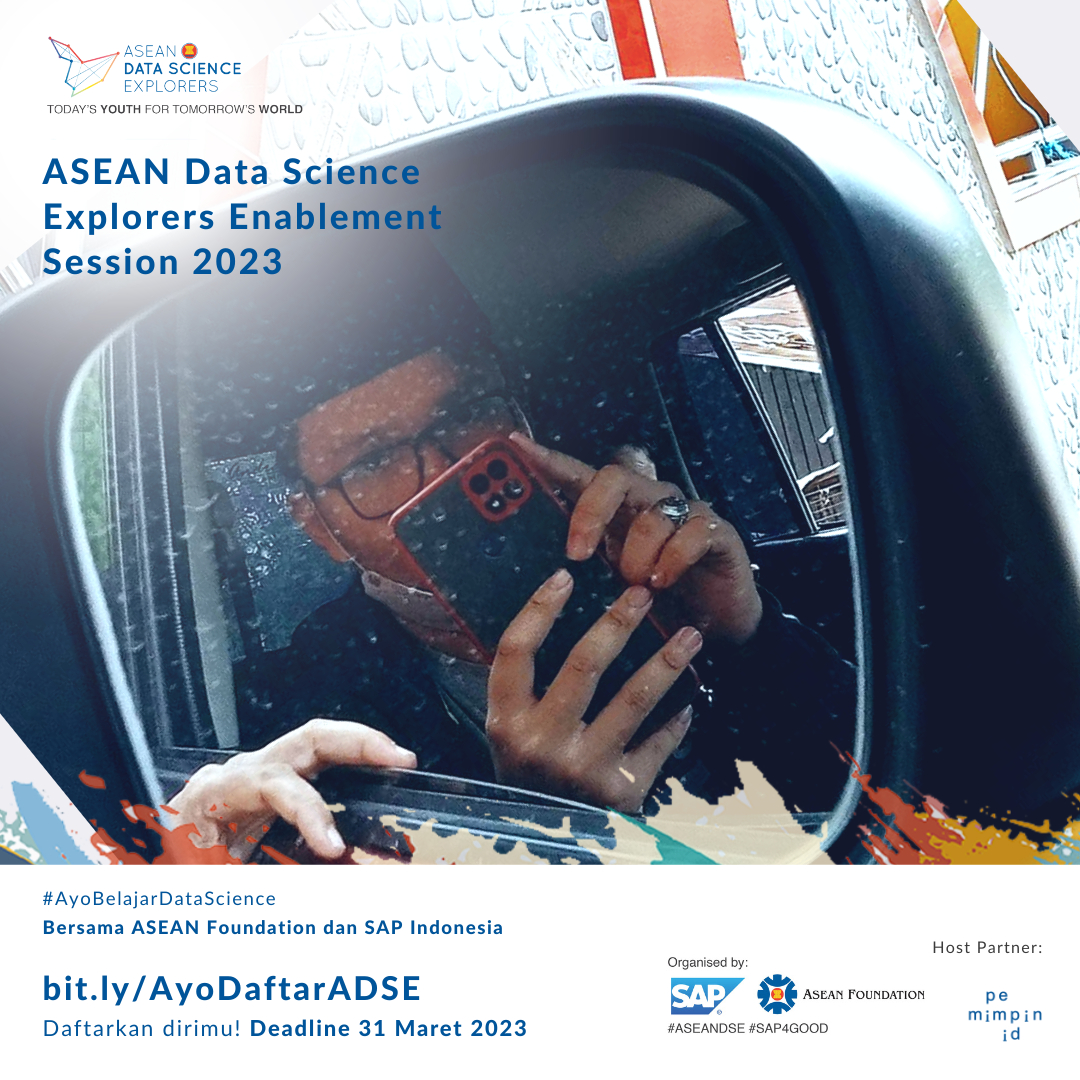 ASEAN
DATA SCIENCE
EXPLORERS
TODAY'S YOUTH FOR TOMORROW'S WORLD
ASEAN Data Science
Explorers Enablement
Session 2023
#AyoBelajarDataScience
Bersama ASEAN Foundation dan SAP Indonesia
bit.ly/AyoDaftarADSE
Daftarkan dirimu! Deadline 31 Maret 2023
Organised by:
SAP ASEAN FOUNDATION
#ASEANDSE #SAP4GOOD
Host Partner:
pe
mimpin
id